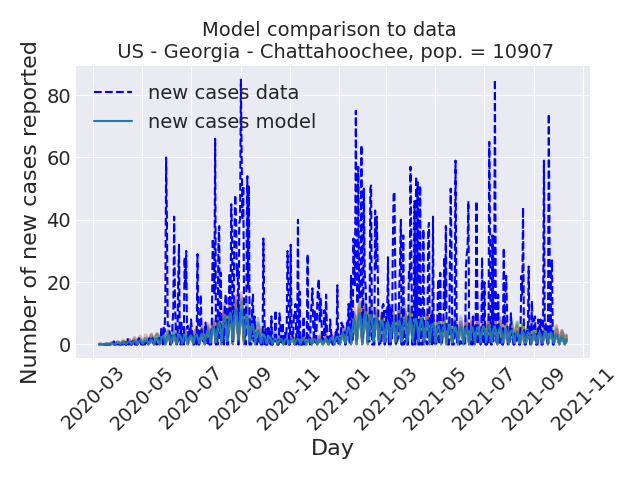 Model comparison to data
US - Georgia - Chattahoochee, pop. = 10907
Number of new cases reported
80
60
40
20
0
new cases data
new cases model
2020-03
2020-05
2020-07
2020-09
2020-11
2021-01
2021-03
2021-05
2021-07
2021-09
2021-11
Day